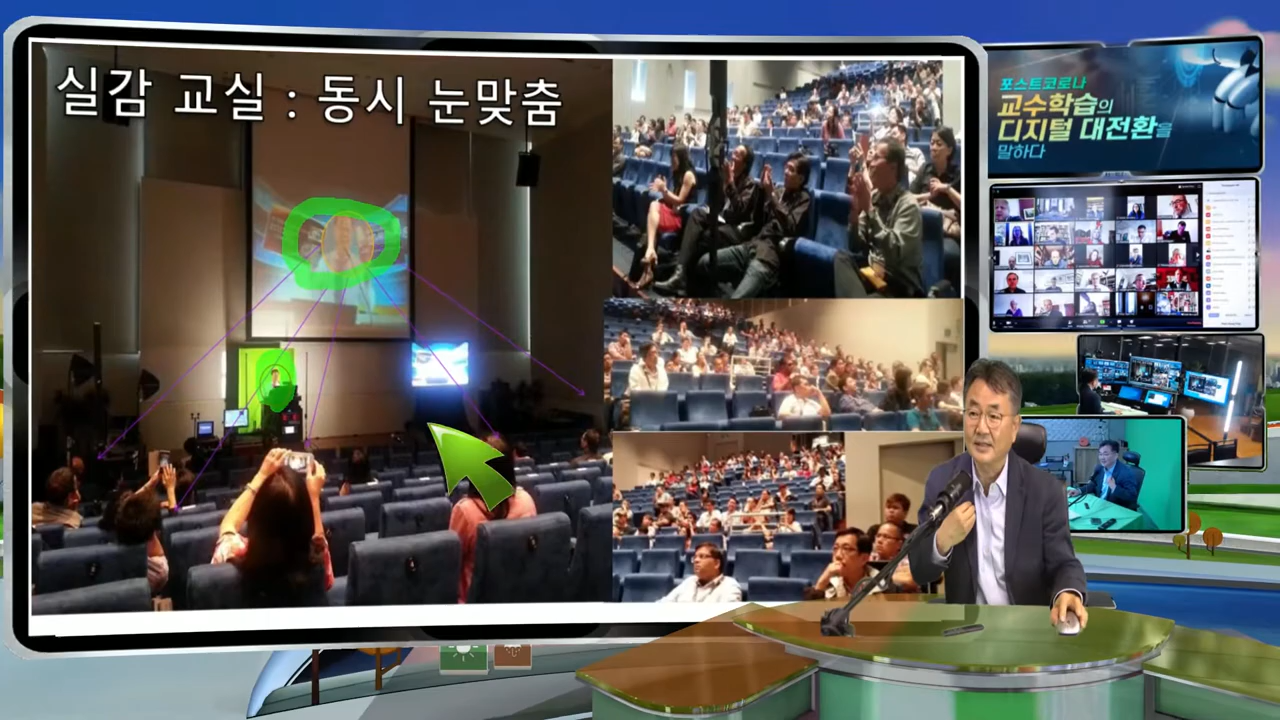 실감 교실 : 동시 눈맞춤
포스트코로나
교수학습의
디지털 대전환을
말하다